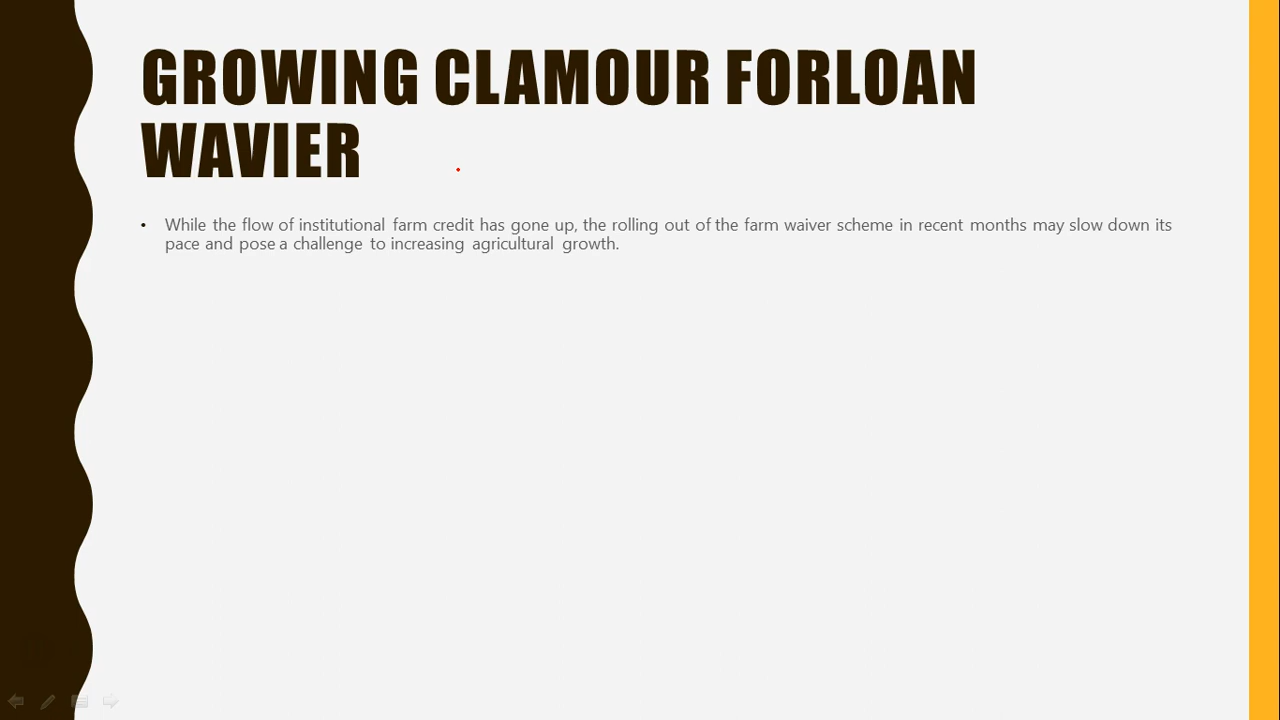 GROWING CLAMOUR FORLOAN
WAVIER
• While the flow of institutional farm credit has gone up, the rolling out of the farm waiver scheme in recent months may slow down its
pace and pose a challenge to increasing agricultural growth.